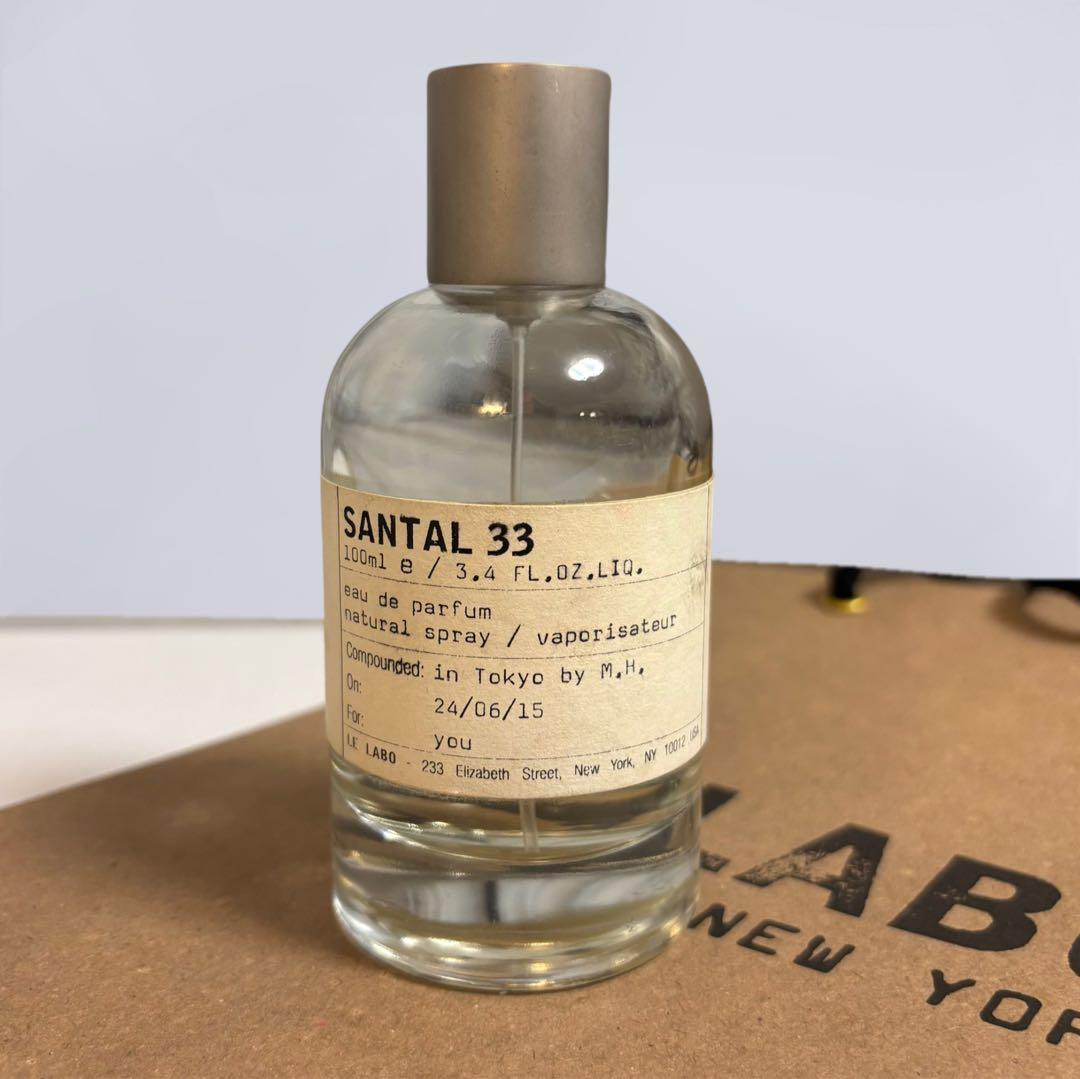 SANTAL 33
100ml e / 3.4 FL.OZ.LIQ.
eau de parfum
natural spray / vaporisateur
Compounded: in Tokyo by M.H.
On: 24/06/15
For: you
LE LABO - 233 Elizabeth Street, New York, NY 10012 USA
LAB
NEW YOR